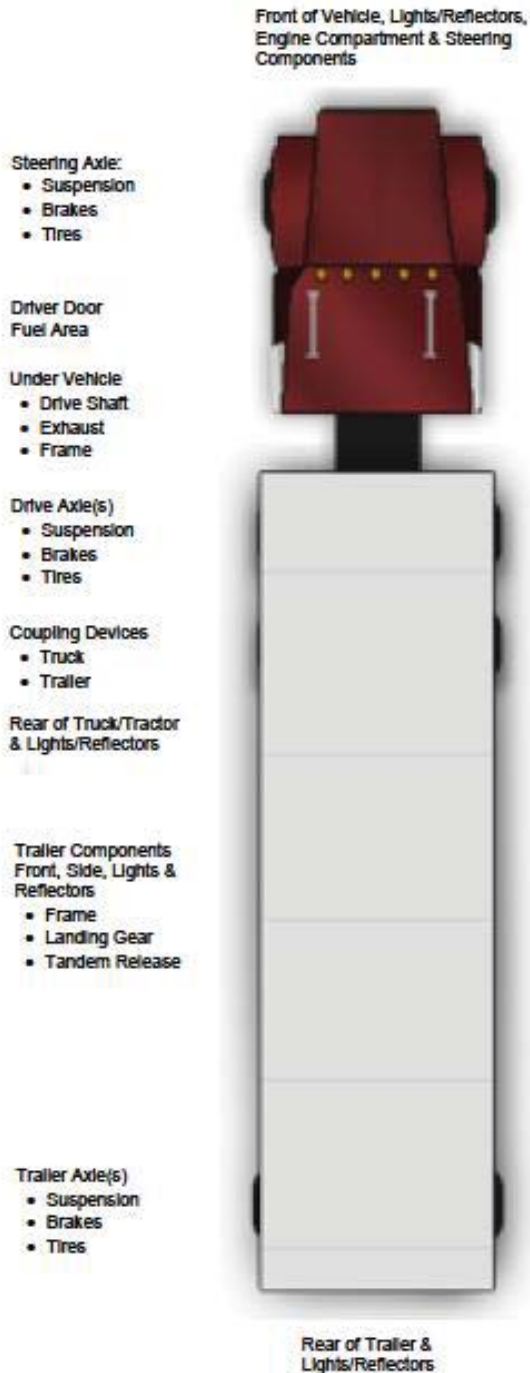 Front of Vehicle, Lights/Reflectors,
Engine Compartment & Steering
Components
Steering Axle:
• Suspension
• Brakes
• Tires
Driver Door
Fuel Area
Under Vehicle
• Drive Shaft
• Exhaust
• Frame
Drive Axle(s)
• Suspension
• Brakes
• Tires
Coupling Devices
• Truck
• Trailer
Rear of Truck/Tractor
& Lights/Reflectors
Trailer Components
Front, Side, Lights &
Reflectors
• Frame
• Landing Gear
• Tandem Release
Trailer Axle(s)
• Suspension
• Brakes
• Tires
Rear of Trailer &
Lights/Reflectors